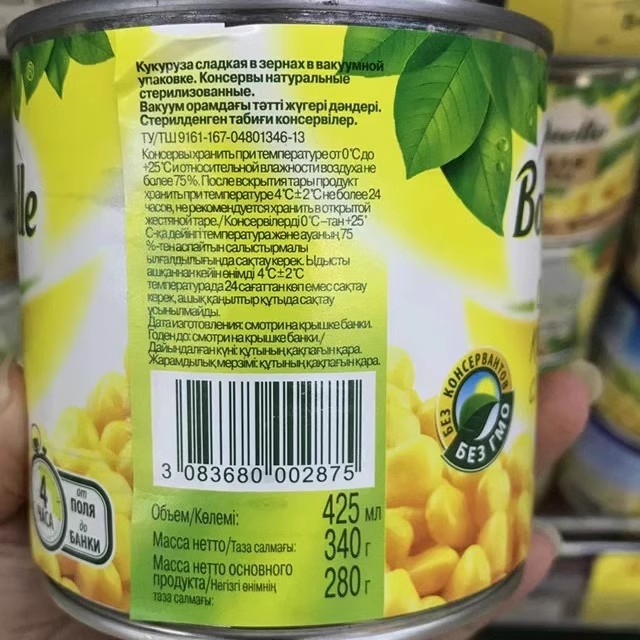 Кукуруза сладкая в зернах в вакуумной
упаковке. Консервы натуральные
стерилизованные.
Вакуум орамдағы тәтті жүгері дәндері.
Стерилденген табиғи консервілер.
ТУ/ТШ 9161-167-04801346-13
Консервы хранить при температуре от 0°С до
+25°С и относительной влажности воздуха не
более 75%. После вскрытия тары продукт
хранить при температуре 4°С±2°С не более 24
часов, не рекомендуется хранить в открытой
жестяной таре./Консервілерді 0°С–тан +25°
С-қа дейінгі температура және ауаның 75
%-тен аспайтын салыстырмалы
ылғалдылығында сақтау керек. Ыдысты
ашқаннан кейін өнімді 4°С±2°С
температурада 24 сағаттан көп емес сақтау
керек, ашық қаңылтыр құтыда сақтау
ұсынылмайды.
Дата изготовления: смотри на крышке банки.
Годен до: смотри на крышке банки./
Дайындалған күні: құтының қақпағын қара.
Жарамдылық мерзімі: құтының қақпағын қара.
3 083680 002875
Объем/Көлемі: 425 мл
Масса нетто/Таза салмағы: 340 г
Масса нетто основного
продукта/Негізгі өнімнің 280 г
таза салмағы:
БЕЗ КОНСЕРВАНТОВ
БЕЗ ГМО
4
ЧАСА
от
ПОЛЯ
до
БАНКИ